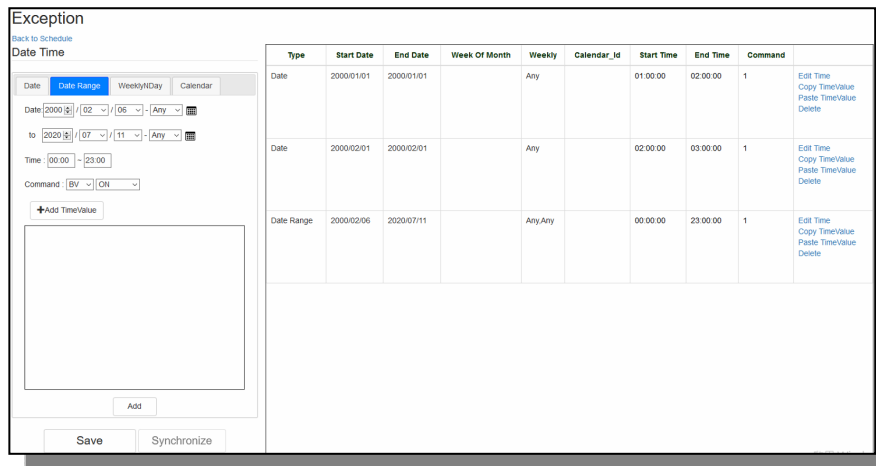 Exception
Back to Schedule
Date Time
Date Date Range WeeklyNDay Calendar
Date: 2000 / 02 / 06 - Any
to 2020 / 07 / 11 - Any
Time : 00:00 ~ 23:00
Command : BV ON
+Add TimeValue
Add
Save Synchronize
Type Start Date End Date Week Of Month Weekly Calendar_Id Start Time End Time Command
Date 2000/01/01 2000/01/01 Any 01:00:00 02:00:00 1 Edit Time
Copy TimeValue
Paste TimeValue
Delete
Date 2000/02/01 2000/02/01 Any 02:00:00 03:00:00 1 Edit Time
Copy TimeValue
Paste TimeValue
Delete
Date Range 2000/02/06 2020/07/11 Any,Any 00:00:00 23:00:00 1 Edit Time
Copy TimeValue
Paste TimeValue
Delete